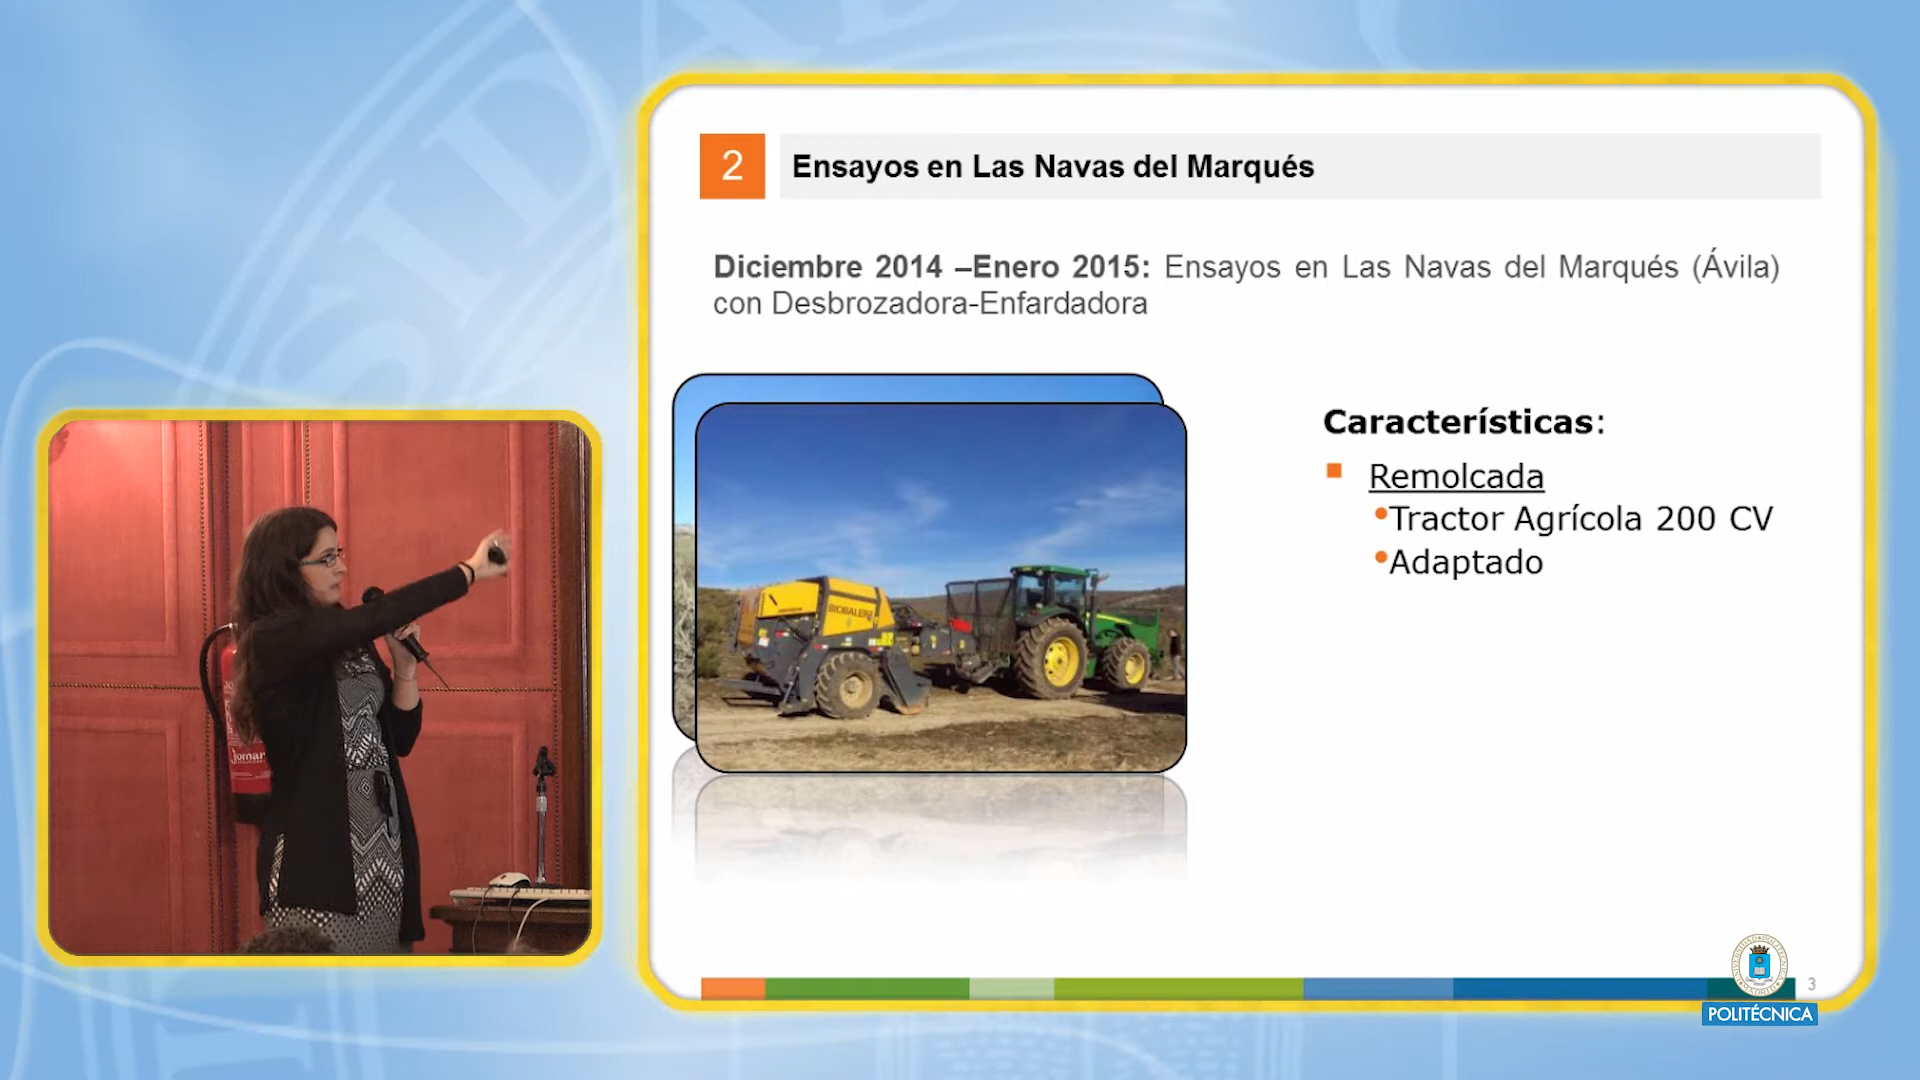 2
Ensayos en Las Navas del Marqués
Diciembre 2014 –Enero 2015: Ensayos en Las Navas del Marqués (Ávila)
con Desbrozadora-Enfardadora
Características:
Remolcada
Tractor Agrícola 200 CV
Adaptado
BIOBALER
3
POLITÉCNICA